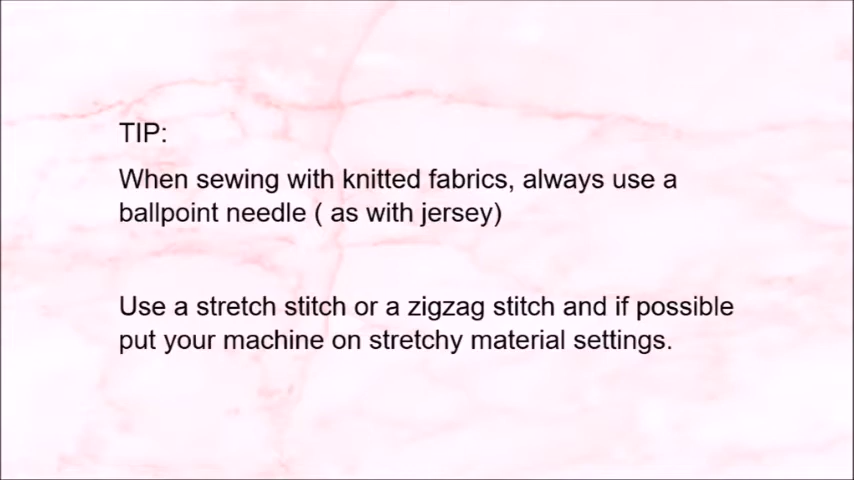 TIP:
When sewing with knitted fabrics, always use a
ballpoint needle ( as with jersey)
Use a stretch stitch or a zigzag stitch and if possible
put your machine on stretchy material settings.